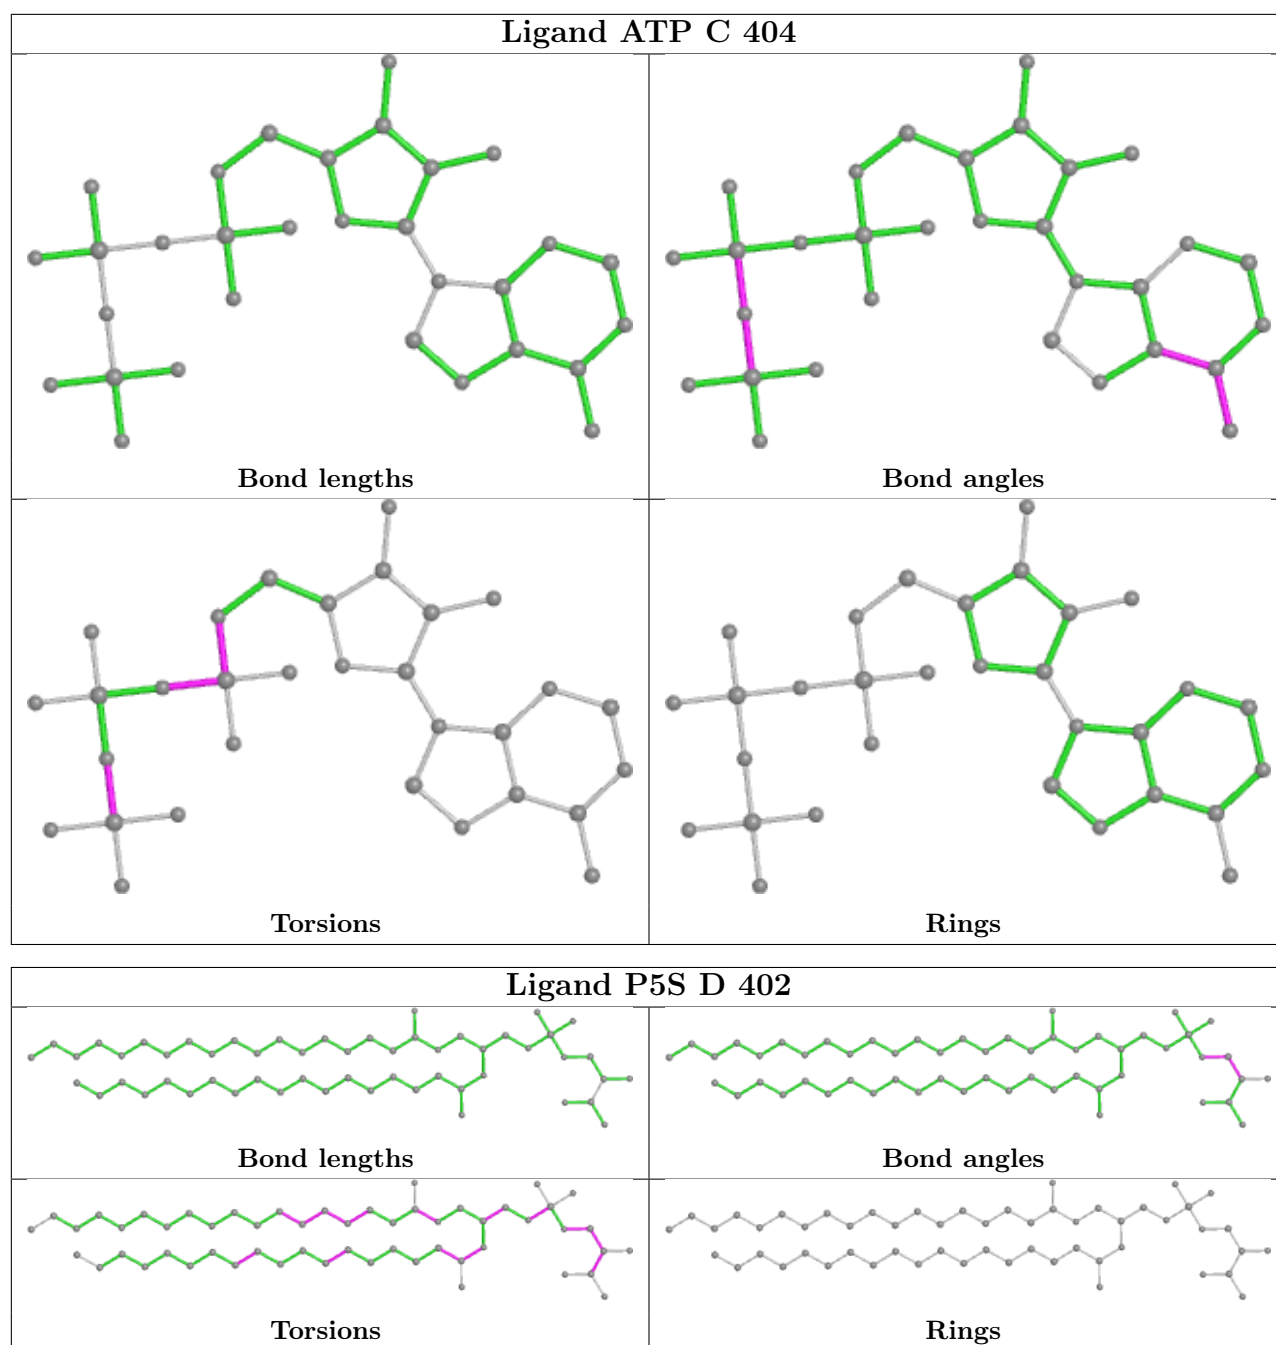 Ligand ATP C 404
Bond lengths
Bond angles
Torsions
Rings
Ligand P5S D 402
Bond lengths
Bond angles
Torsions
Rings